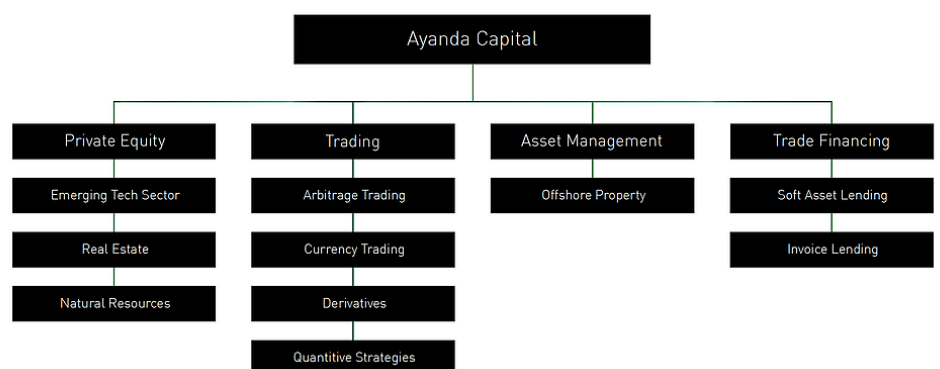 Ayanda Capital
Private Equity
Trading
Asset Management
Trade Financing
Emerging Tech Sector
Arbitrage Trading
Offshore Property
Soft Asset Lending
Real Estate
Currency Trading
Invoice Lending
Natural Resources
Derivatives
Quantitive Strategies